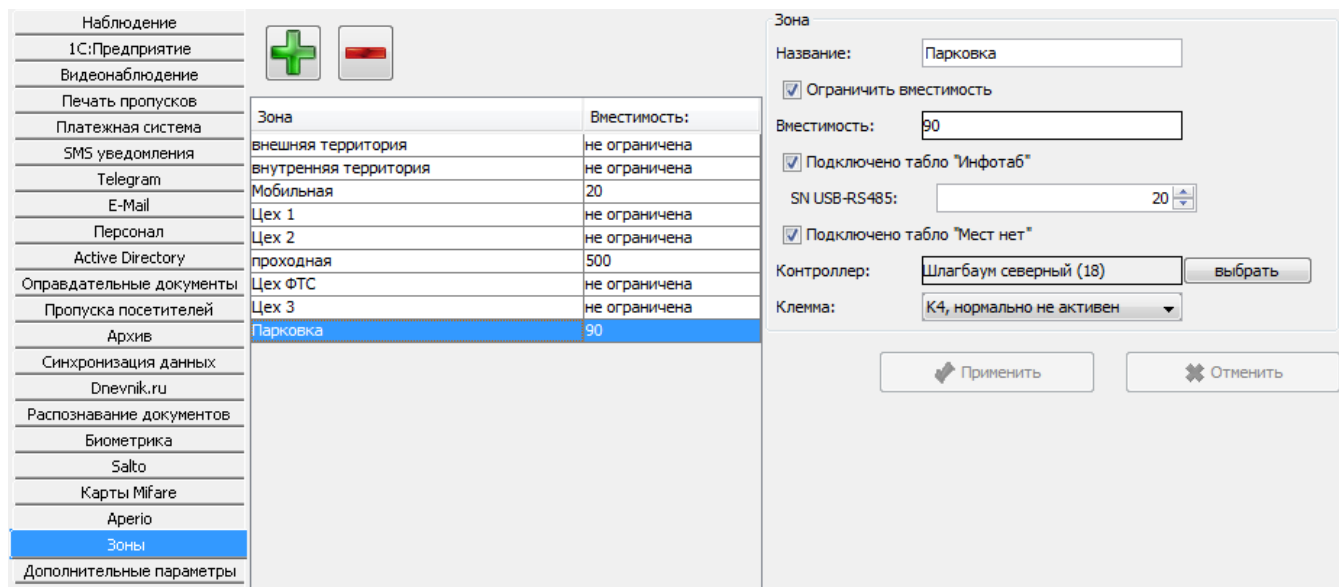 Наблюдение
1С:Предприятие
Видеонаблюдение
Печать пропусков
Платежная система
SMS уведомления
Telegram
E-Mail
Персонал
Active Directory
Оправдательные документы
Пропуска посетителей
Архив
Синхронизация данных
Dnevnik.ru
Распознавание документов
Биометрика
Salto
Карты Mifare
Aperio
Зоны
Дополнительные параметры
Зона Вместимость:
внешняя территория не ограничена
внутренняя территория не ограничена
Мобильная 20
Цех 1 не ограничена
Цех 2 не ограничена
проходная 500
Цех ФТС не ограничена
Цех 3 не ограничена
Парковка 90
Зона
Название: Парковка
Ограничить вместимость
Вместимость: 90
Подключено табло "Инфотаб"
SN USB-RS485: 20
Подключено табло "Мест нет"
Контроллер: Шлагбаум северный (18) выбрать
Клемма: К4, нормально не активен
Применить Отменить